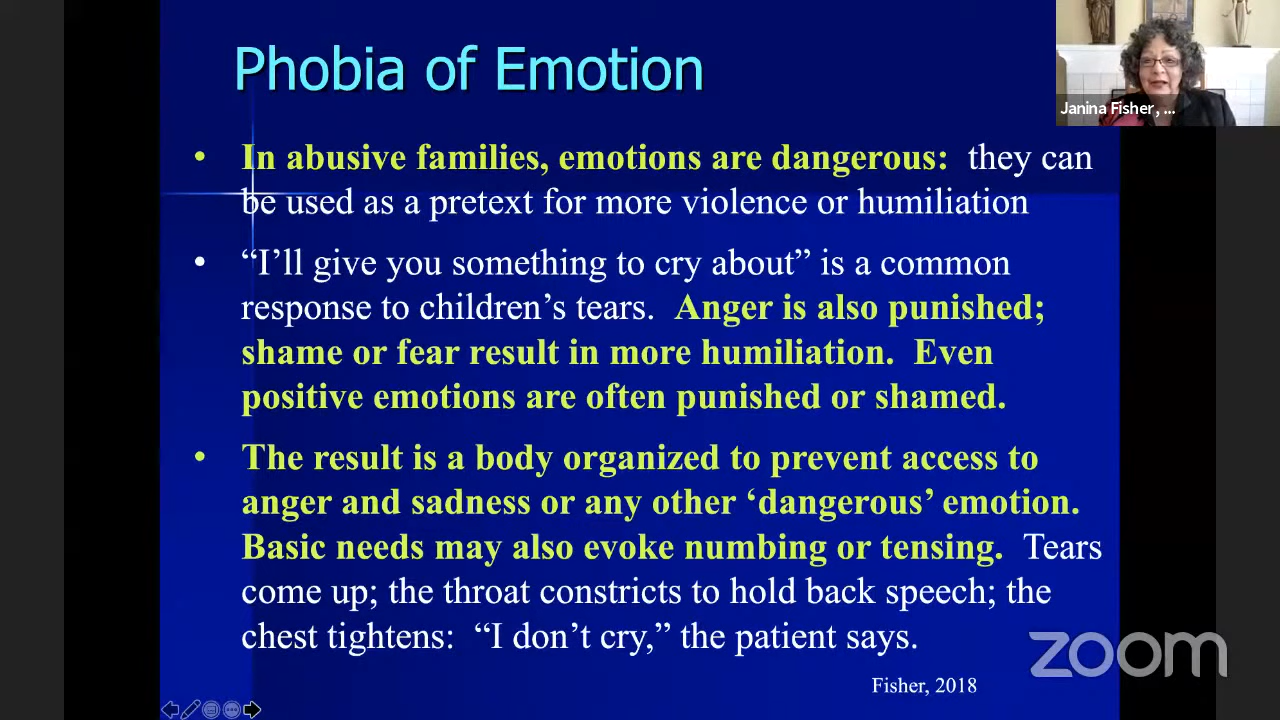 Phobia of Emotion
Janina Fisher, ...
• In abusive families, emotions are dangerous: they can
be used as a pretext for more violence or humiliation
• “I’ll give you something to cry about” is a common
response to children’s tears. Anger is also punished;
shame or fear result in more humiliation. Even
positive emotions are often punished or shamed.
• The result is a body organized to prevent access to
anger and sadness or any other ‘dangerous’ emotion.
Basic needs may also evoke numbing or tensing. Tears
come up; the throat constricts to hold back speech; the
chest tightens: “I don’t cry,” the patient says.
zoom
Fisher, 2018